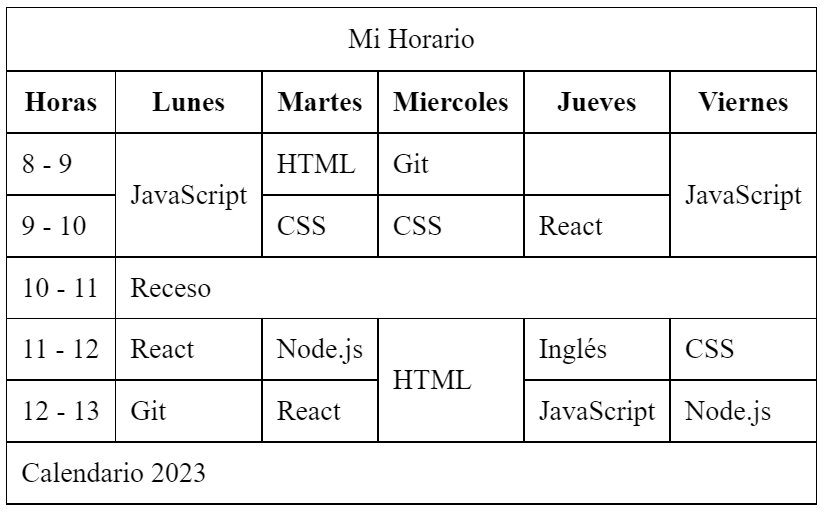 Mi Horario
Horas Lunes Martes Miercoles Jueves Viernes
8 - 9 JavaScript HTML Git JavaScript
9 - 10 CSS CSS React
10 - 11 Receso
11 - 12 React Node.js HTML Inglés CSS
12 - 13 Git React JavaScript Node.js
Calendario 2023